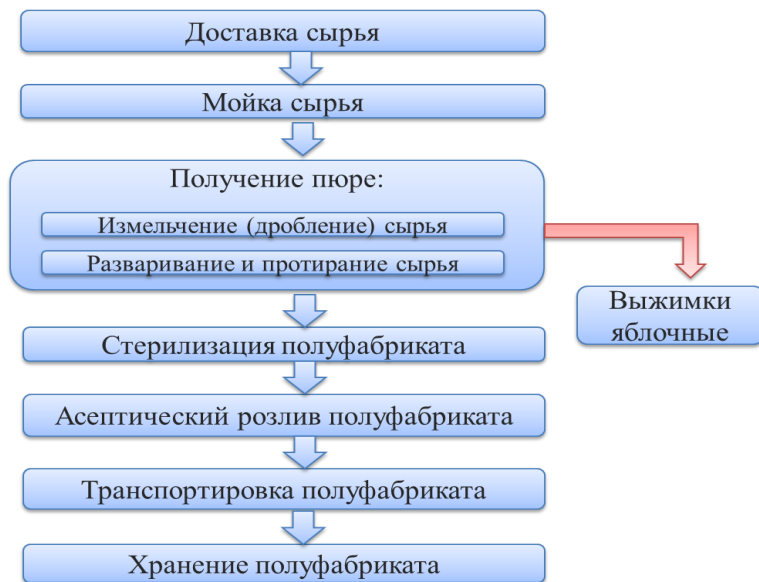 Доставка сырья
Мойка сырья
Получение пюре:
Измельчение (дробление) сырья
Разваривание и протирание сырья
Выжимки
яблочные
Стерилизация полуфабриката
Асептический розлив полуфабриката
Транспортировка полуфабриката
Хранение полуфабриката